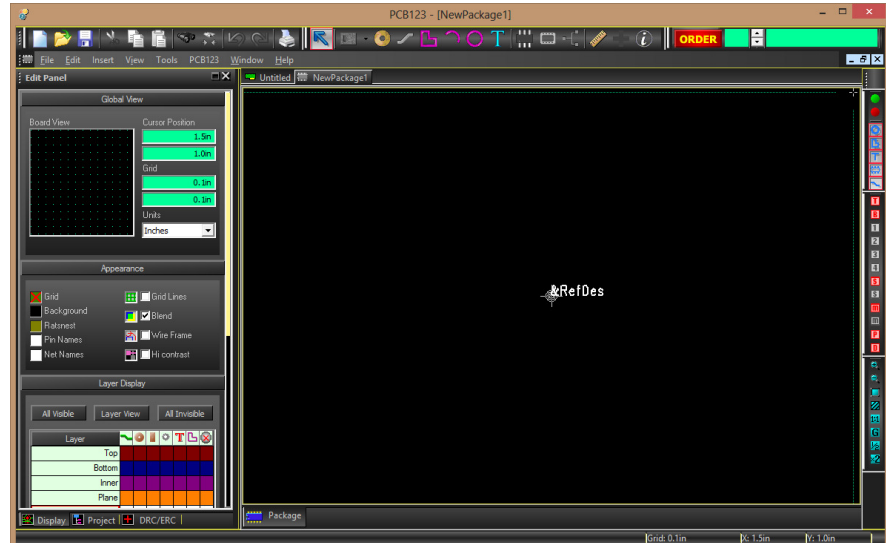 PCB123 - [NewPackage1]
T ORDER
File Edit Insert View Tools PCB123 Window Help
Edit Panel
Untitled NewPackage1
Global View
Board View Cursor Position
1.5in
1.0in
Grid
0.1in
0.1in
Units
Inches
Appearance
Grid Grid Lines
Background Blend
Ratsnest Wire Frame
Pin Names
Net Names Hi contrast
&RefDes
Layer Display
All Visible Layer View All Invisible
Layer T
Top
Bottom
Inner
Plane
Display Project DRC/ERC
Package
Grid: 0.1in X: 1.5in Y: 1.0in